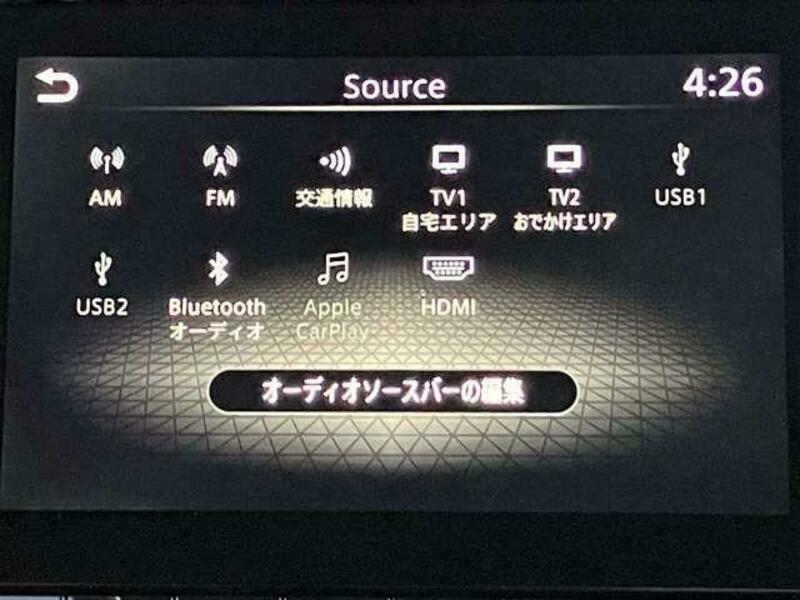 Source
4:26
AM
FM
交通情報
TV1
自宅エリア
TV2
おでかけエリア
USB1
USB2
Bluetooth
オーディオ
Apple
CarPlay
HDMI
オーディオソースバーの編集